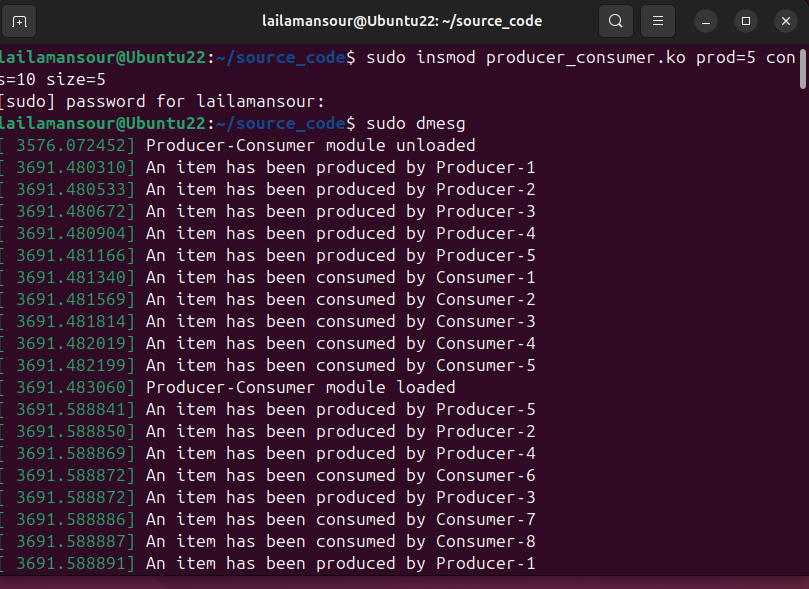 lailamansour@Ubuntu22: ~/source_code
lailamansour@Ubuntu22:~/source_code$ sudo insmod producer_consumer.ko prod=5 con
s=10 size=5
[sudo] password for lailamansour:
lailamansour@Ubuntu22:~/source_code$ sudo dmesg
[ 3576.072452] Producer-Consumer module unloaded
[ 3691.480310] An item has been produced by Producer-1
[ 3691.480533] An item has been produced by Producer-2
[ 3691.480672] An item has been produced by Producer-3
[ 3691.480904] An item has been produced by Producer-4
[ 3691.481166] An item has been produced by Producer-5
[ 3691.481340] An item has been consumed by Consumer-1
[ 3691.481569] An item has been consumed by Consumer-2
[ 3691.481814] An item has been consumed by Consumer-3
[ 3691.482019] An item has been consumed by Consumer-4
[ 3691.482199] An item has been consumed by Consumer-5
[ 3691.483060] Producer-Consumer module loaded
[ 3691.588841] An item has been produced by Producer-5
[ 3691.588850] An item has been produced by Producer-2
[ 3691.588869] An item has been produced by Producer-4
[ 3691.588872] An item has been consumed by Consumer-6
[ 3691.588872] An item has been produced by Producer-3
[ 3691.588886] An item has been consumed by Consumer-7
[ 3691.588887] An item has been consumed by Consumer-8
[ 3691.588891] An item has been produced by Producer-1